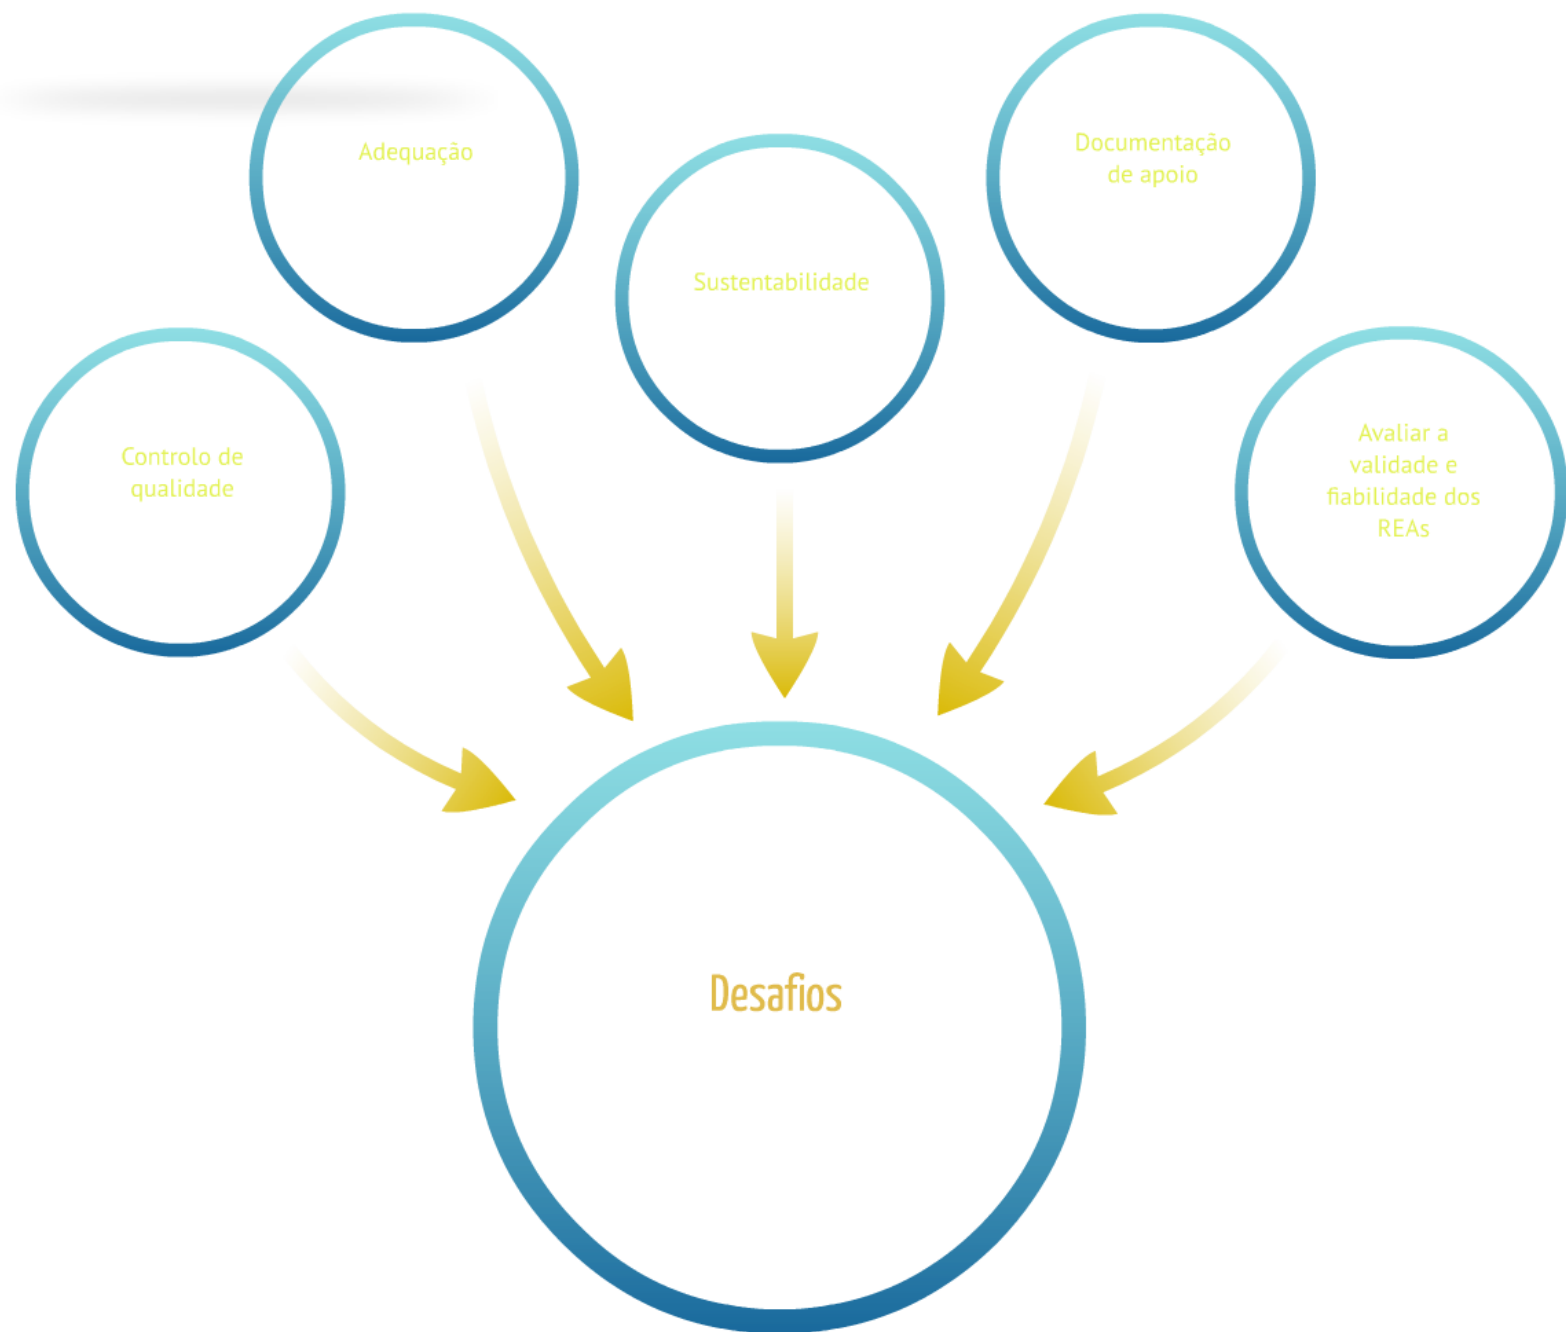 Adequação
Documentação
de apoio
Sustentabilidade
Controlo de
qualidade
Avaliar a
validade e
fiabilidade dos
REAs
Desafios